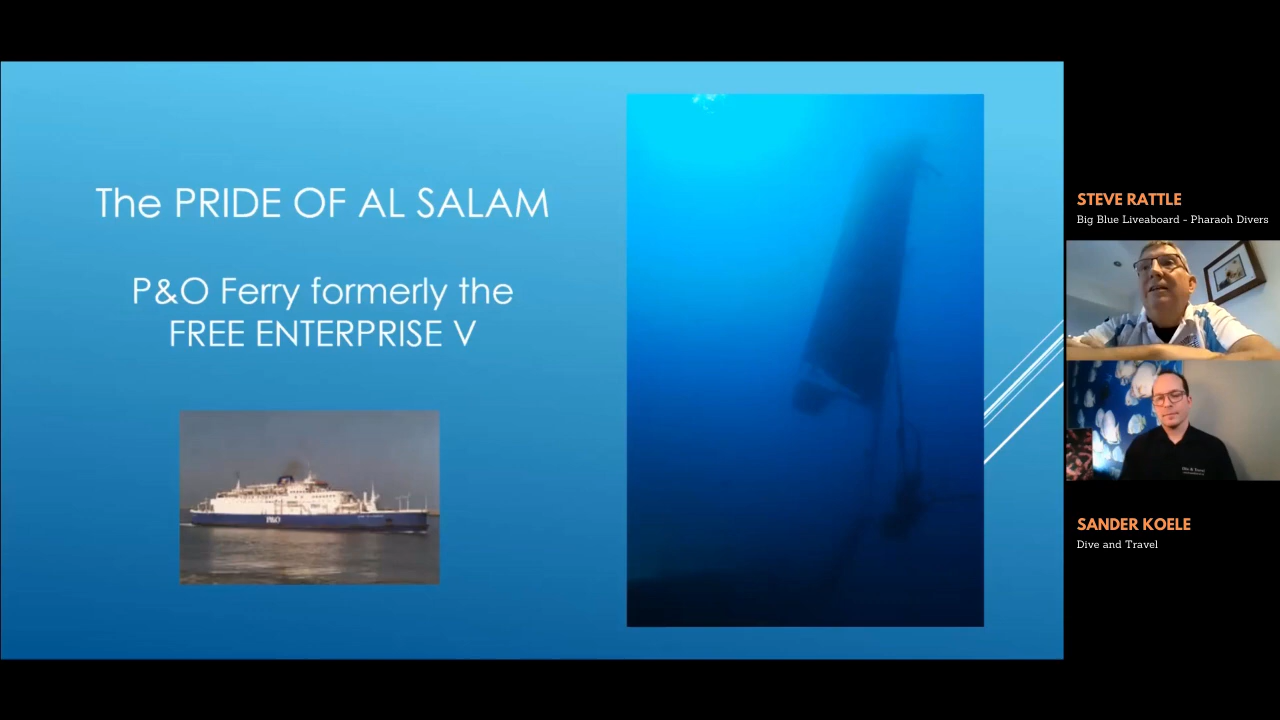 The PRIDE OF AL SALAM
P&O Ferry formerly the
FREE ENTERPRISE V
P&O
STEVE RATTLE
Big Blue Liveaboard - Pharaoh Divers
SANDER KOELE
Dive and Travel